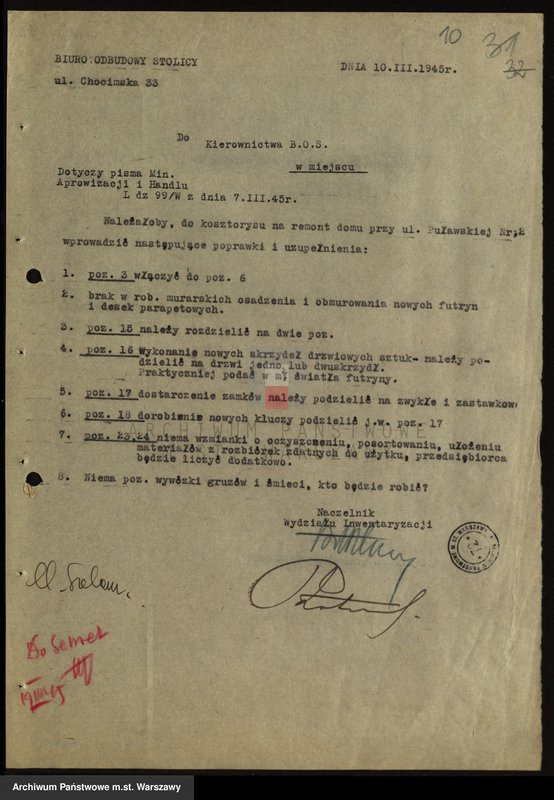 10
31
32
BIURO ODBUDOWY STOLICY
DNIA 10.III.1945r.
ul. Chocimska 33
Do
Kierownictwa B.O.S.
w miejscu
Dotyczy pisma Min.
Aprowizacji i Handlu
L dz 99/W z dnia 7.III.45r.
Należałoby, do kosztorysu na remont domu przy ul. Puławskiej Nr.2
wprowadzić następujące poprawki i uzupełnienia:
1. poz. 3 włączyć do poz. 6
2. brak w rob. murarskich osadzenia i obmurowania nowych futryn
i desek parapetowych.
3. poz. 15 należy rozdzielić na dwie poz.
4. poz. 16 Wykonanie nowych skrzydeł drzwiowych sztuk- należy po-
dzielić na drzwi jedno lub dwuskrzydł.
Praktyczniej podać w m² światła futryny.
5. poz. 17 dostarczenie zamków należy podzielić na zwykłe i zastawkow
6. poz. 18 dorobienie nowych kluczy podzielić j.w. poz. 17
ARCHIWUM PAŃSTWOWE
7. poz. 23,24 niema wzmianki o oczyszczeniu, posortowaniu, ułożeniu
materiałów z rozbiórek zdatnych do użytku, przedsiębiorca
będzie liczyć dodatkowo.
8. Niema poz. wywózki gruzów i śmieci, kto będzie robić?
Naczelnik
Wydziału Inwentaryzacji
Do
Archiwum Państwowe m.st. Warszawy